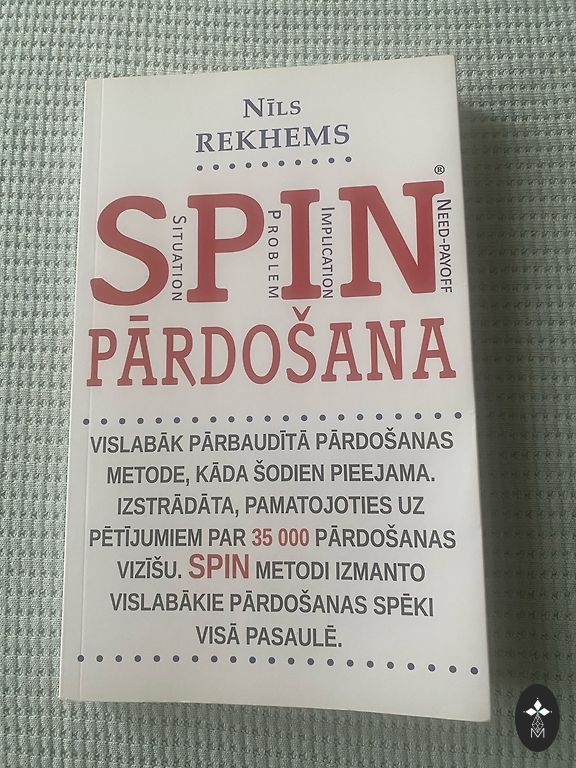 Nīls
REKHEMS
SPIN®
SITUATION
PROBLEM
IMPLICATION
NEED-PAYOFF
PĀRDOŠANA
VISLABĀK PĀRBAUDĪTĀ PĀRDOŠANAS
METODE, KĀDA ŠODIEN PIEEJAMA.
IZSTRĀDĀTA, PAMATOJOTIES UZ
PĒTĪJUMIEM PAR 35 000 PĀRDOŠANAS
VIZĪŠU. SPIN METODI IZMANTO
VISLABĀKIE PĀRDOŠANAS SPĒKI
VISĀ PASAULĒ.
M